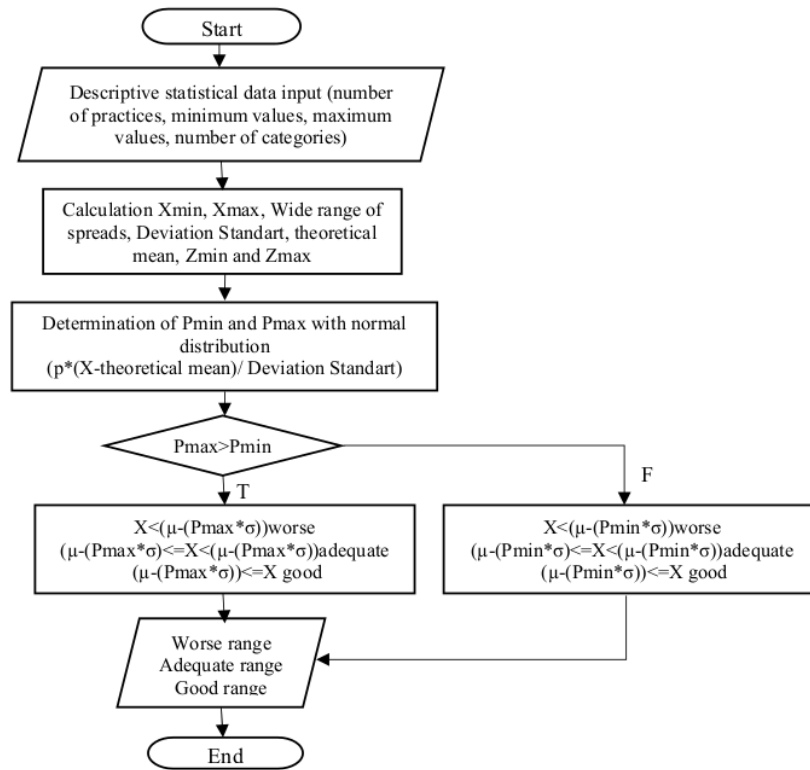 Start
Descriptive statistical data input (number
of practices, minimum values, maximum
values, number of categories)
Calculation Xmin, Xmax, Wide range of
spreads, Deviation Standart, theoretical
mean, Zmin and Zmax
Determination of Pmin and Pmax with normal
distribution
(p*(X-theoretical mean)/ Deviation Standart)
Pmax>Pmin
T
F
X<(μ-(Pmax*σ))worse
(μ-(Pmax*σ)<=X<(μ-(Pmax*σ))adequate
(μ-(Pmax*σ))<=X good
X<(μ-(Pmin*σ))worse
(μ-(Pmin*σ)<=X<(μ-(Pmin*σ))adequate
(μ-(Pmin*σ))<=X good
Worse range
Adequate range
Good range
End